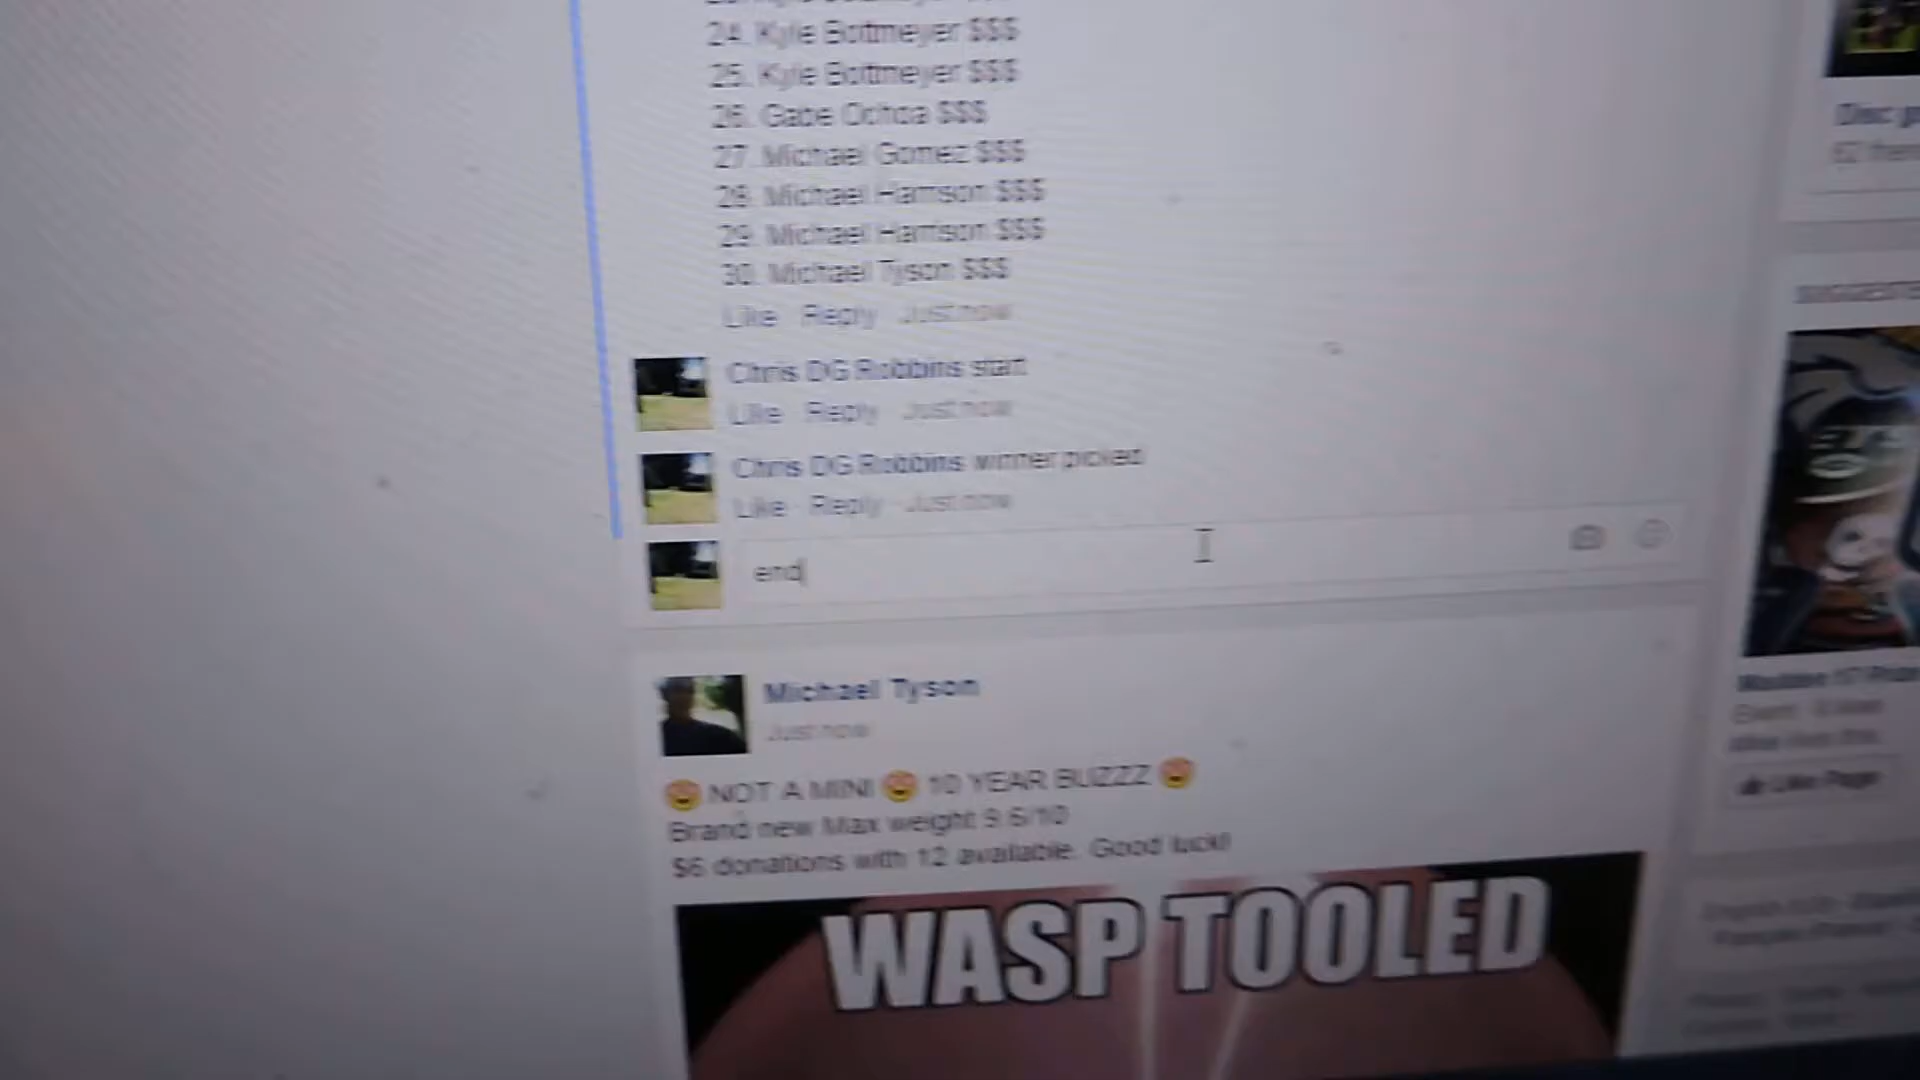 24. Kyle Bottmeyer $$$
25. Kyle Bottmeyer $$$
26. Gabe Ochoa $$$
27. Michael Gomez $$$
28. Michael Harrison $$$
29. Michael Harrison $$$
30. Michael Tyson $$$
Like Reply Just now
Chris DG Robbins start
Like Reply Just now
Chris DG Robbins winner picked
Like Reply Just now
end
Michael Tyson
Just now
😍 NOT A MINI 😍 10 YEAR BUZZZ 😍
Brand new Max weight 9.6/10
$6 donations with 12 available. Good luck!
WASP TOOLED
Disc
Like Page